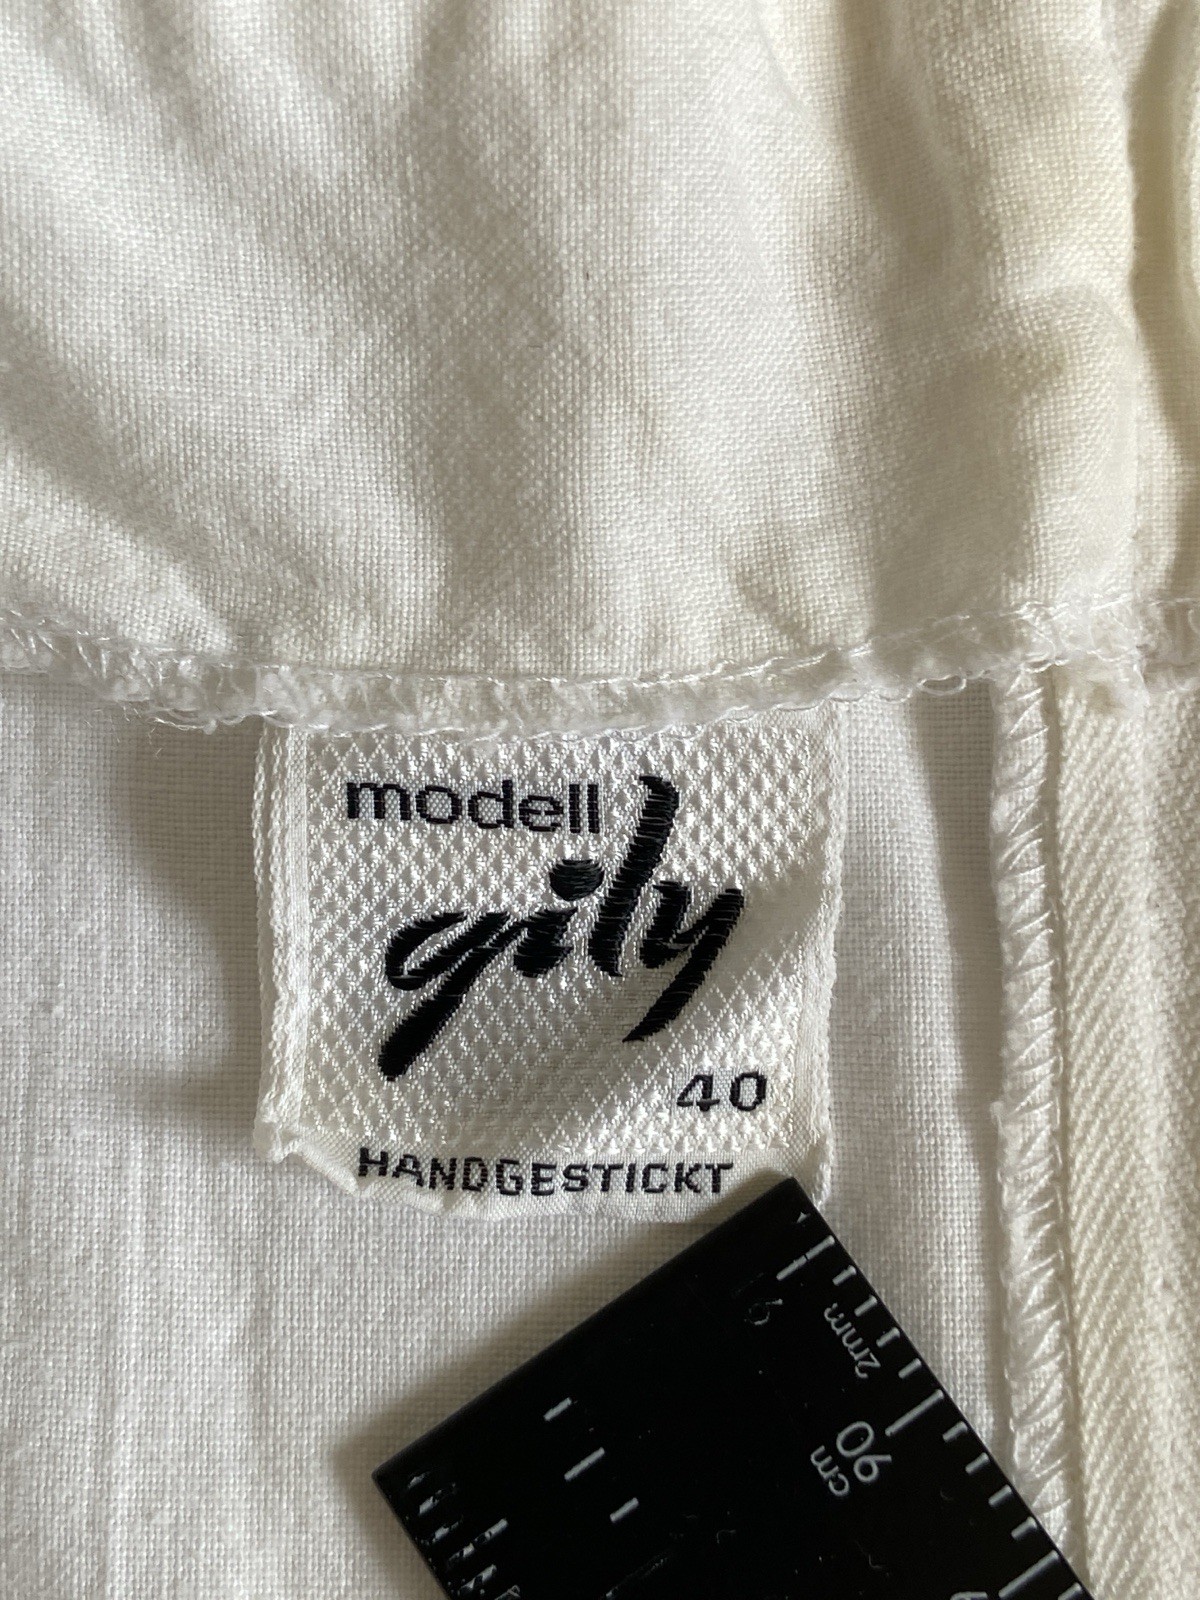 modell
gily
40
HANDGESTICKT
2mm
90
cm